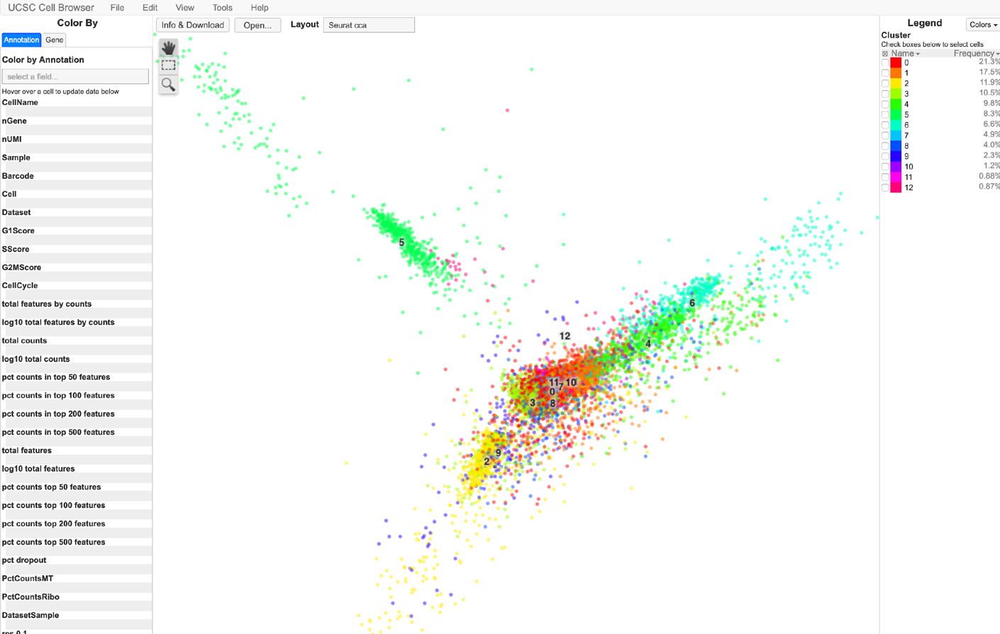 UCSC Cell Browser File Edit View Tools Help
Color By
Info & Download Open... Layout Seurat cca
Legend Colors
Annotation Gene
Cluster
Check boxes below to select cells
Name Frequency
Color by Annotation
select a field...
Hover over a cell to update data below
CellName
nGene
nUMI
Sample
Barcode
Cell
Dataset
G1Score
SScore
G2MScore
CellCycle
total features by counts
log10 total features by counts
total counts
log10 total counts
pct counts in top 50 features
pct counts in top 100 features
pct counts in top 200 features
pct counts in top 500 features
total features
log10 total features
pct counts top 50 features
pct counts top 100 features
pct counts top 200 features
pct counts top 500 features
pct dropout
PctCountsMT
PctCountsRibo
DatasetSample
res 0.1
5
6
12
4
11 7 10
0
3 8
9
2
0 21.3%
1 17.5%
2 11.9%
3 10.5%
4 9.8%
5 8.3%
6 6.6%
7 4.9%
8 4.0%
9 2.3%
10 1.2%
11 0.88%
12 0.87%